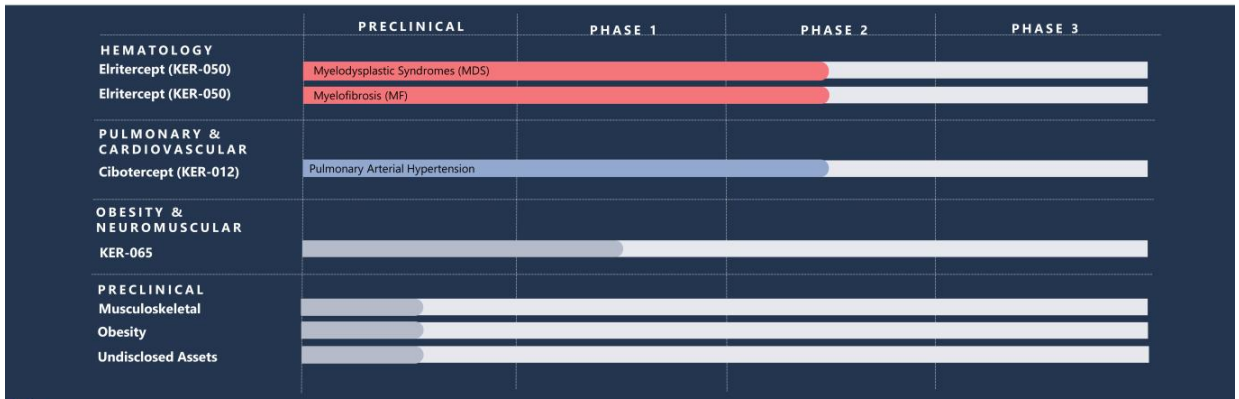 PRECLINICAL PHASE 1 PHASE 2 PHASE 3
HEMATOLOGY
Elritercept (KER-050) Myelodysplastic Syndromes (MDS)
Elritercept (KER-050) Myelofibrosis (MF)
PULMONARY &
CARDIOVASCULAR
Cibotercept (KER-012) Pulmonary Arterial Hypertension
OBESITY &
NEUROMUSCULAR
KER-065
PRECLINICAL
Musculoskeletal
Obesity
Undisclosed Assets